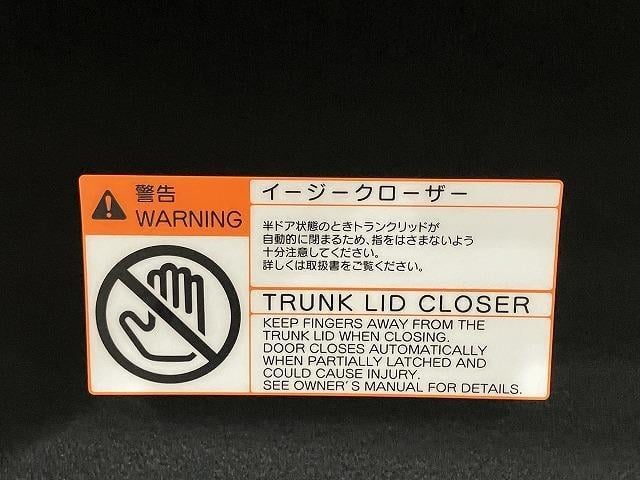 警告
WARNING
イージークローザー
半ドア状態のときトランクリッドが
自動的に閉まるため、指をはさまないよう
十分注意してください。
詳しくは取扱書をご覧ください。
TRUNK LID CLOSER
KEEP FINGERS AWAY FROM THE
TRUNK LID WHEN CLOSING.
DOOR CLOSES AUTOMATICALLY
WHEN PARTIALLY LATCHED AND
COULD CAUSE INJURY.
SEE OWNER'S MANUAL FOR DETAILS.